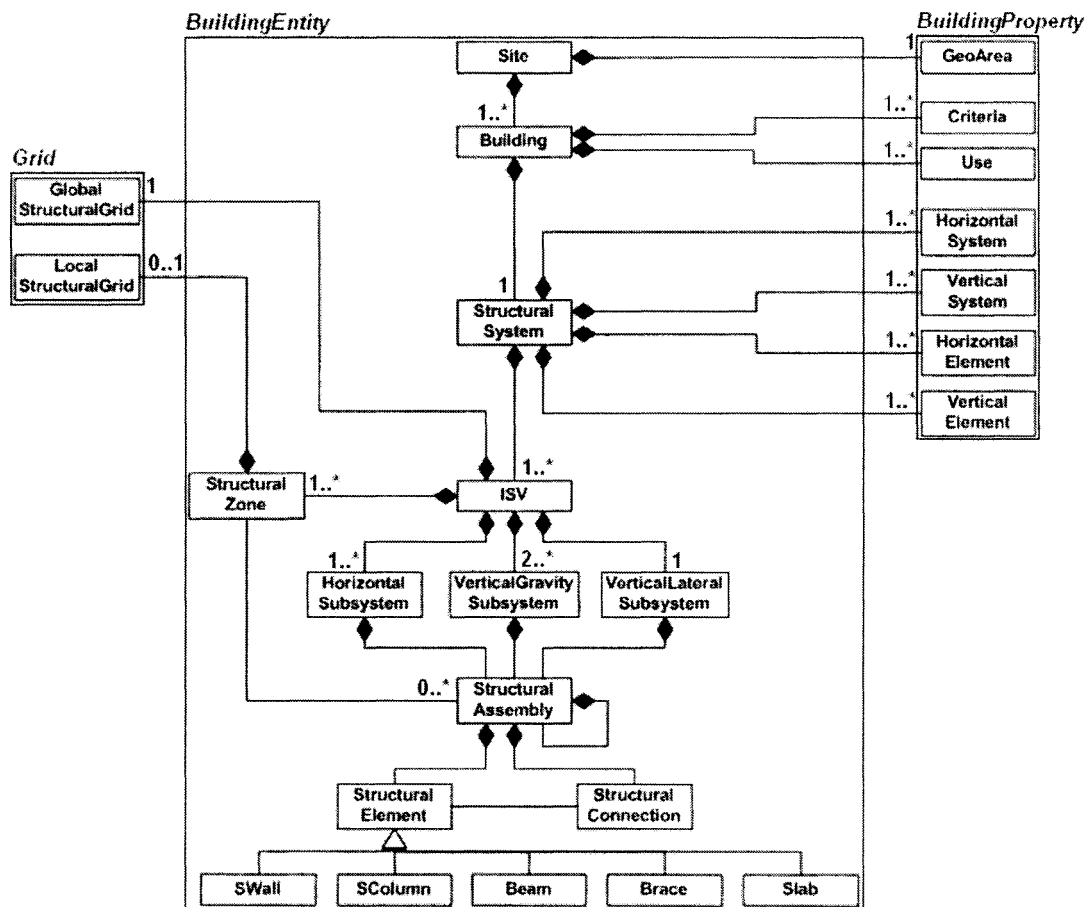 BuildingEntity
BuildingProperty
Site
1
GeoArea
1..*
Building
1..*
Criteria
1..*
Use
Grid
Global
StructuralGrid
1
Local
StructuralGrid
0..1
1..*
Horizontal
System
1
Structural
System
1..*
Vertical
System
1..*
Horizontal
Element
1..*
Vertical
Element
Structural
Zone
1..*
1..*
ISV
1..*
Horizontal
Subsystem
2..*
VerticalGravity
Subsystem
1
VerticalLateral
Subsystem
0..*
Structural
Assembly
Structural
Element
Structural
Connection
SWall
SColumn
Beam
Brace
Slab